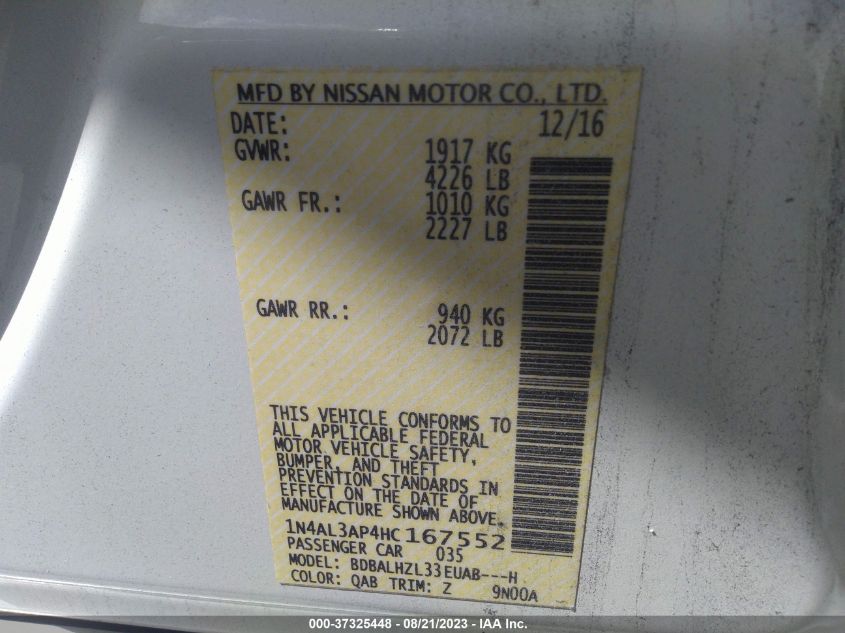 MFD BY NISSAN MOTOR CO., LTD.
DATE: 12/16
GVWR: 1917 KG
4226 LB
GAWR FR.: 1010 KG
2227 LB
GAWR RR.: 940 KG
2072 LB
THIS VEHICLE CONFORMS TO
ALL APPLICABLE FEDERAL
MOTOR VEHICLE SAFETY,
BUMPER, AND THEFT
PREVENTION STANDARDS IN
EFFECT ON THE DATE OF
MANUFACTURE SHOWN ABOVE.
1N4AL3AP4HC167552
PASSENGER CAR 035
MODEL: BDBALHZL33EUAB---H
COLOR: QAB TRIM: Z 9N00A
000-37325448 - 08/21/2023 - IAA Inc.